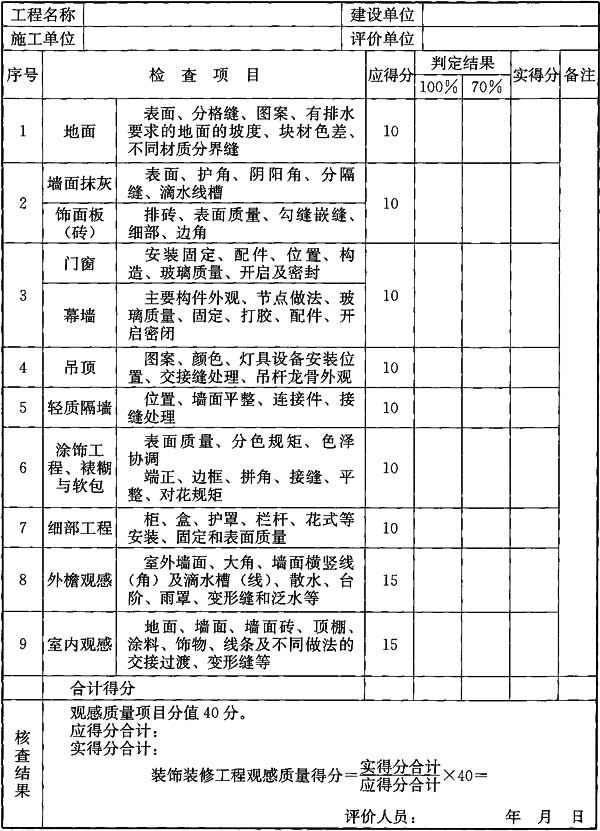 工程名称 建设单位
施工单位 评价单位
序号 检查项目 应得分 判定结果 实得分 备注
100% 70%
1 地面 表面、分格缝、图案、有排水
要求的地面的坡度、块材色差、 10
不同材质分界缝
2 墙面抹灰 表面、护角、阴阳角、分隔
缝、滴水线槽 10
饰面板
（砖） 排砖、表面质量、勾缝嵌缝、
细部、边角
3 门窗 安装固定、配件、位置、构
造、玻璃质量、开启及密封 10
幕墙 主要构件外观、节点做法、玻
璃质量、固定、打胶、配件、开
启密闭
4 吊顶 图案、颜色、灯具设备安装位
置、交接缝处理、吊杆龙骨外观 10
5 轻质隔墙 位置、墙面平整、连接件、接
缝处理 10
6 涂饰工
程、裱糊
与软包 表面质量、分色规矩、色泽
协调
端正、边框、拼角、接缝、平 10
整、对花规矩
7 细部工程 柜、盒、护罩、栏杆、花式等
安装、固定和表面质量 10
8 外檐观感 室外墙面、大角、墙面横竖线
（角）及滴水槽（线）、散水、台 15
阶、雨罩、变形缝和泛水等
9 室内观感 地面、墙面、墙面砖、顶棚、
涂料、饰物、线条及不同做法的 15
交接过渡、变形缝等
合计得分
核查结果
观感质量项目分值40分。
应得分合计：
实得分合计：
装饰装修工程观感质量得分=实得分合计/应得分合计×40=
评价人员： 年 月 日